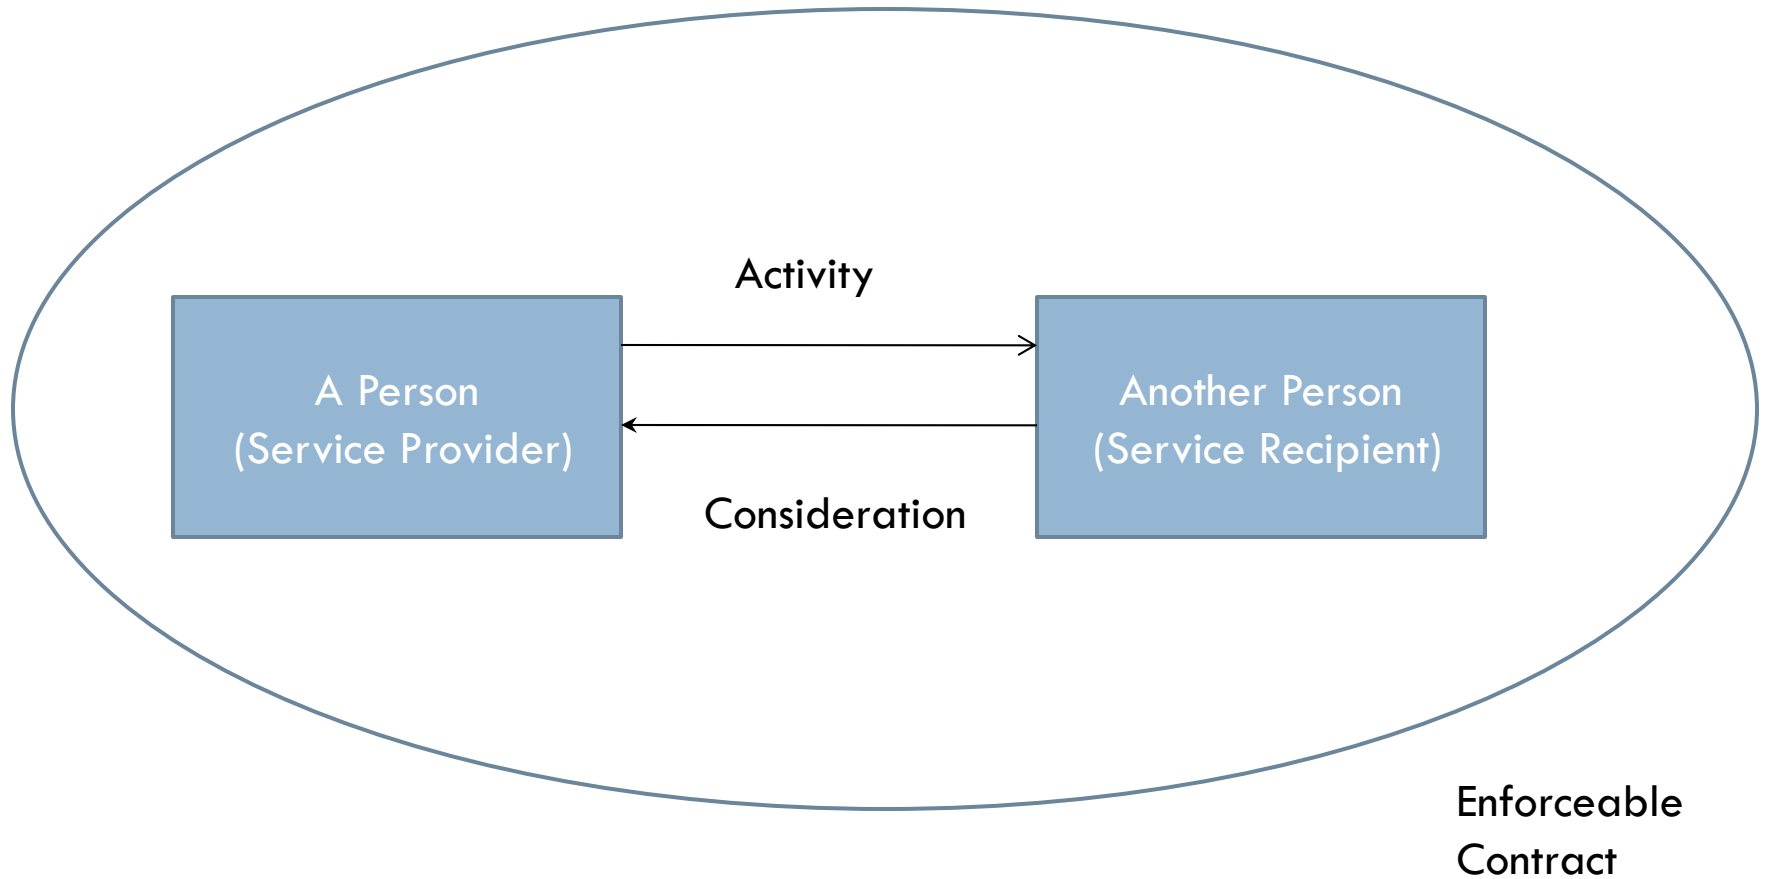 Activity
A Person
(Service Provider)
Another Person
(Service Recipient)
Consideration
Enforceable
Contract